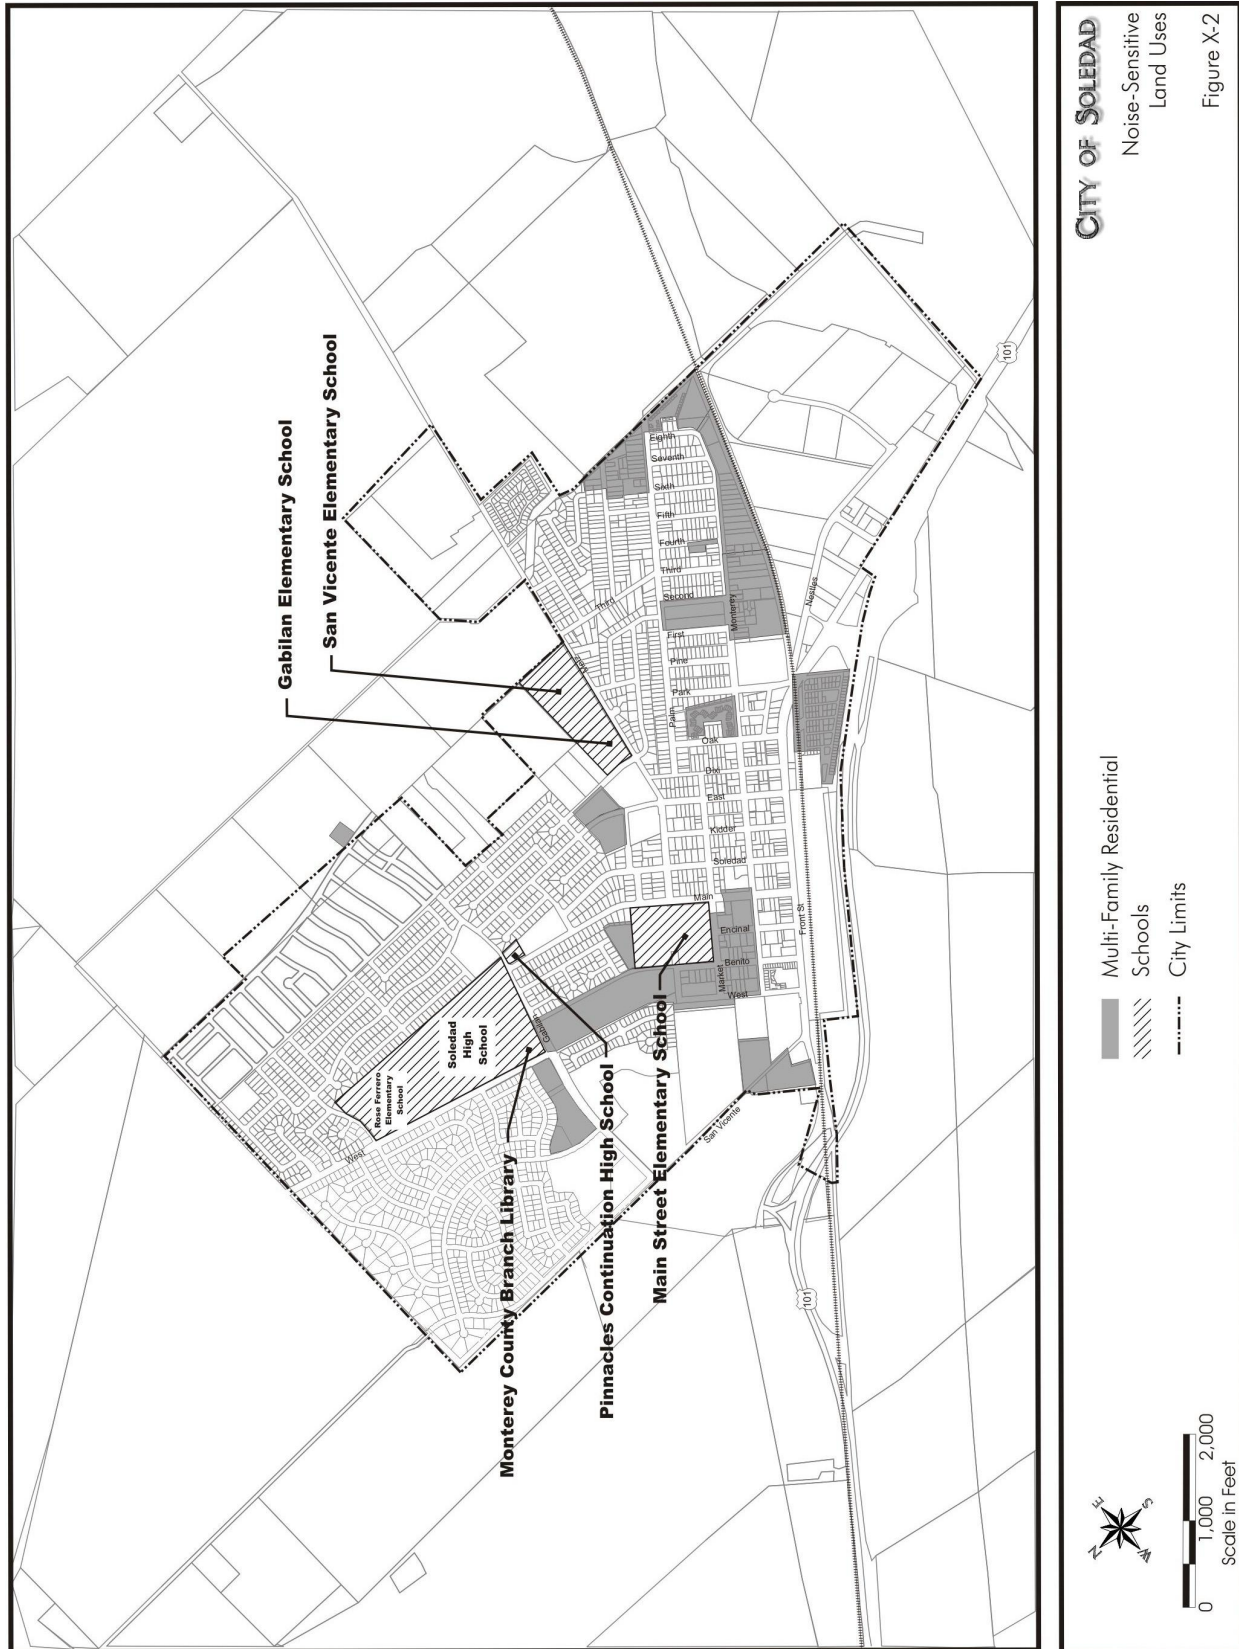 CITY OF SOLEDAD
Noise-Sensitive
Land Uses
Figure X-2
Gabilan Elementary School
San Vicente Elementary School
Monterey County Branch Library
Pinnacles Continuation High School
Main Street Elementary School
Rose Ferrero
Elementary
School
Soledad
High
School
West
Gabilan
San Vicente
Metz
Third
Eighth
Seventh
Sixth
Fifth
Fourth
Third
Second
First
Pine
Park
Palm
Oak
Dixi
East
Kidder
Soledad
Main
Encinal
Benito
Market
West
Monterey
Front St
Nestles
101
101
Multi-Family Residential
Schools
City Limits
N
E
S
W
0
1,000
2,000
Scale in Feet